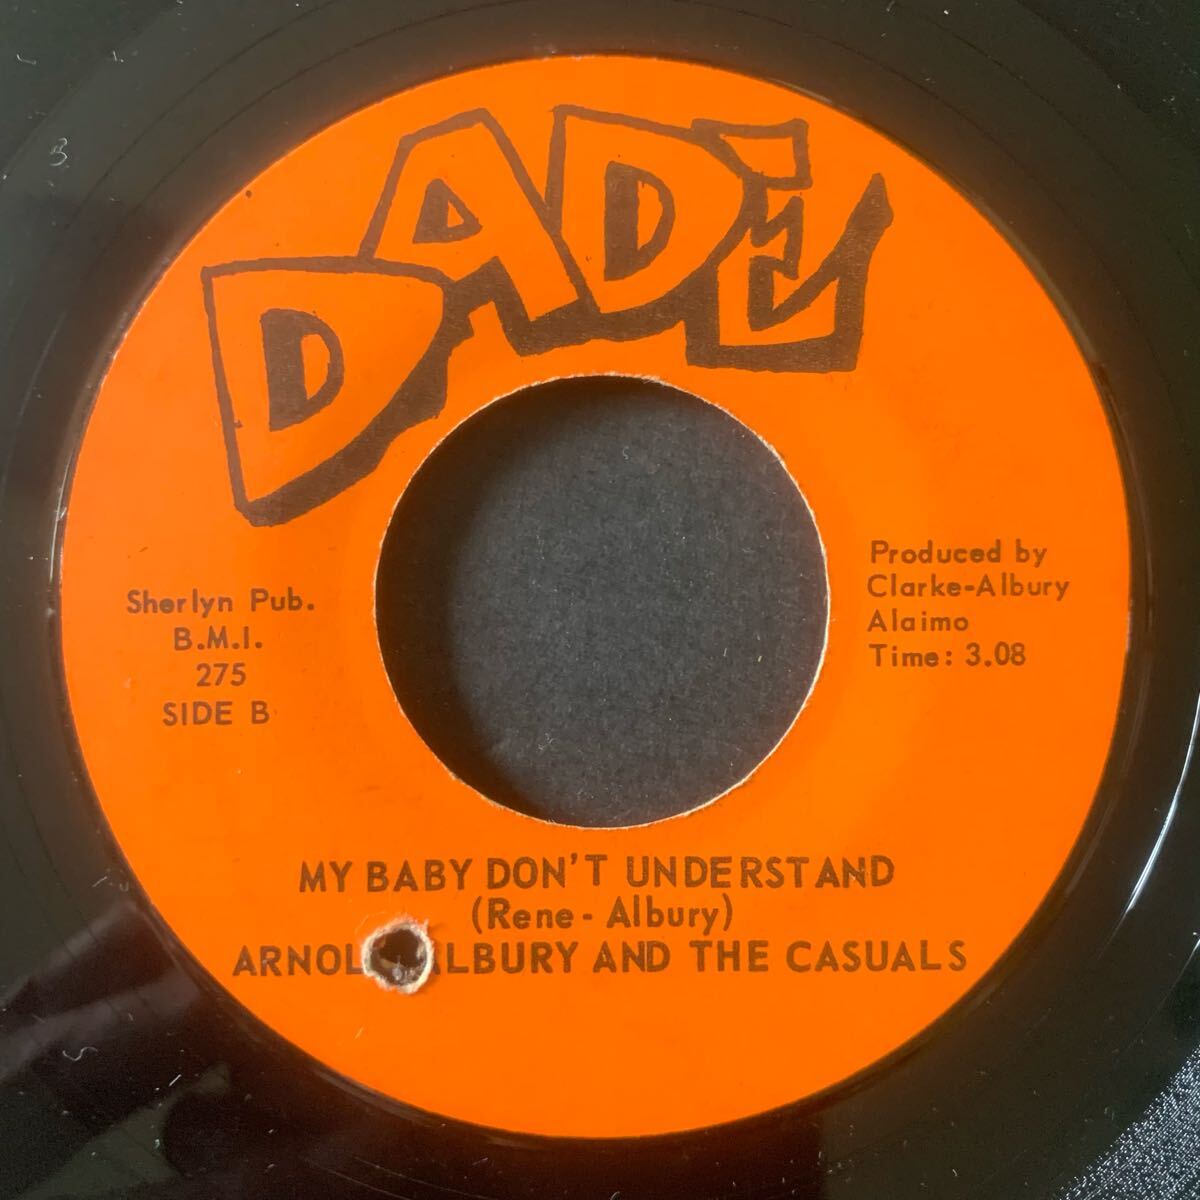 DADE
Sherlyn Pub.
B.M.I.
275
SIDE B
Produced by
Clarke-Albury
Alaimo
Time: 3.08
MY BABY DON'T UNDERSTAND
(Rene - Albury)
ARNOL LBURY AND THE CASUALS